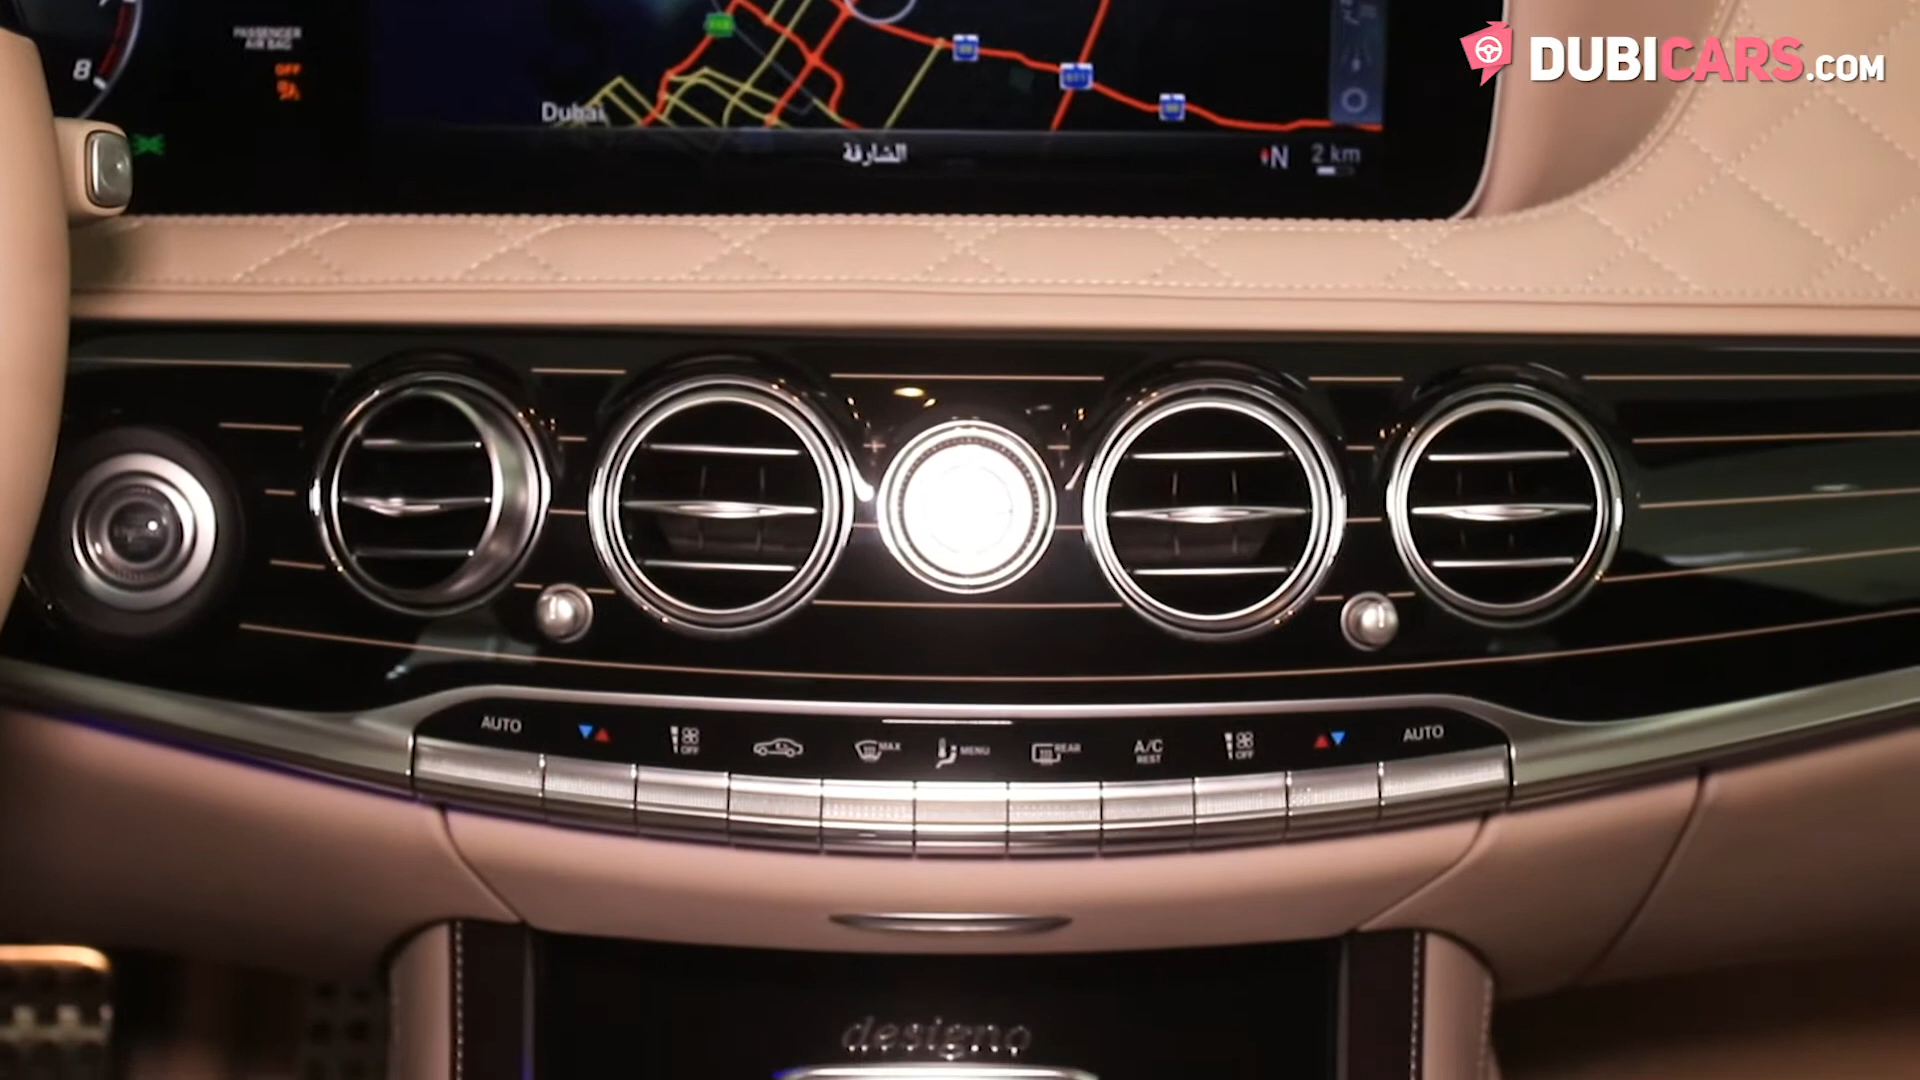 8
PASSENGER
AIR BAG
OFF
Dubai
الشارقة
N 2 km
DUBICARS.COM
AUTO
OFF
MAX
MENU
REAR
A/C
REST
OFF
AUTO
designo